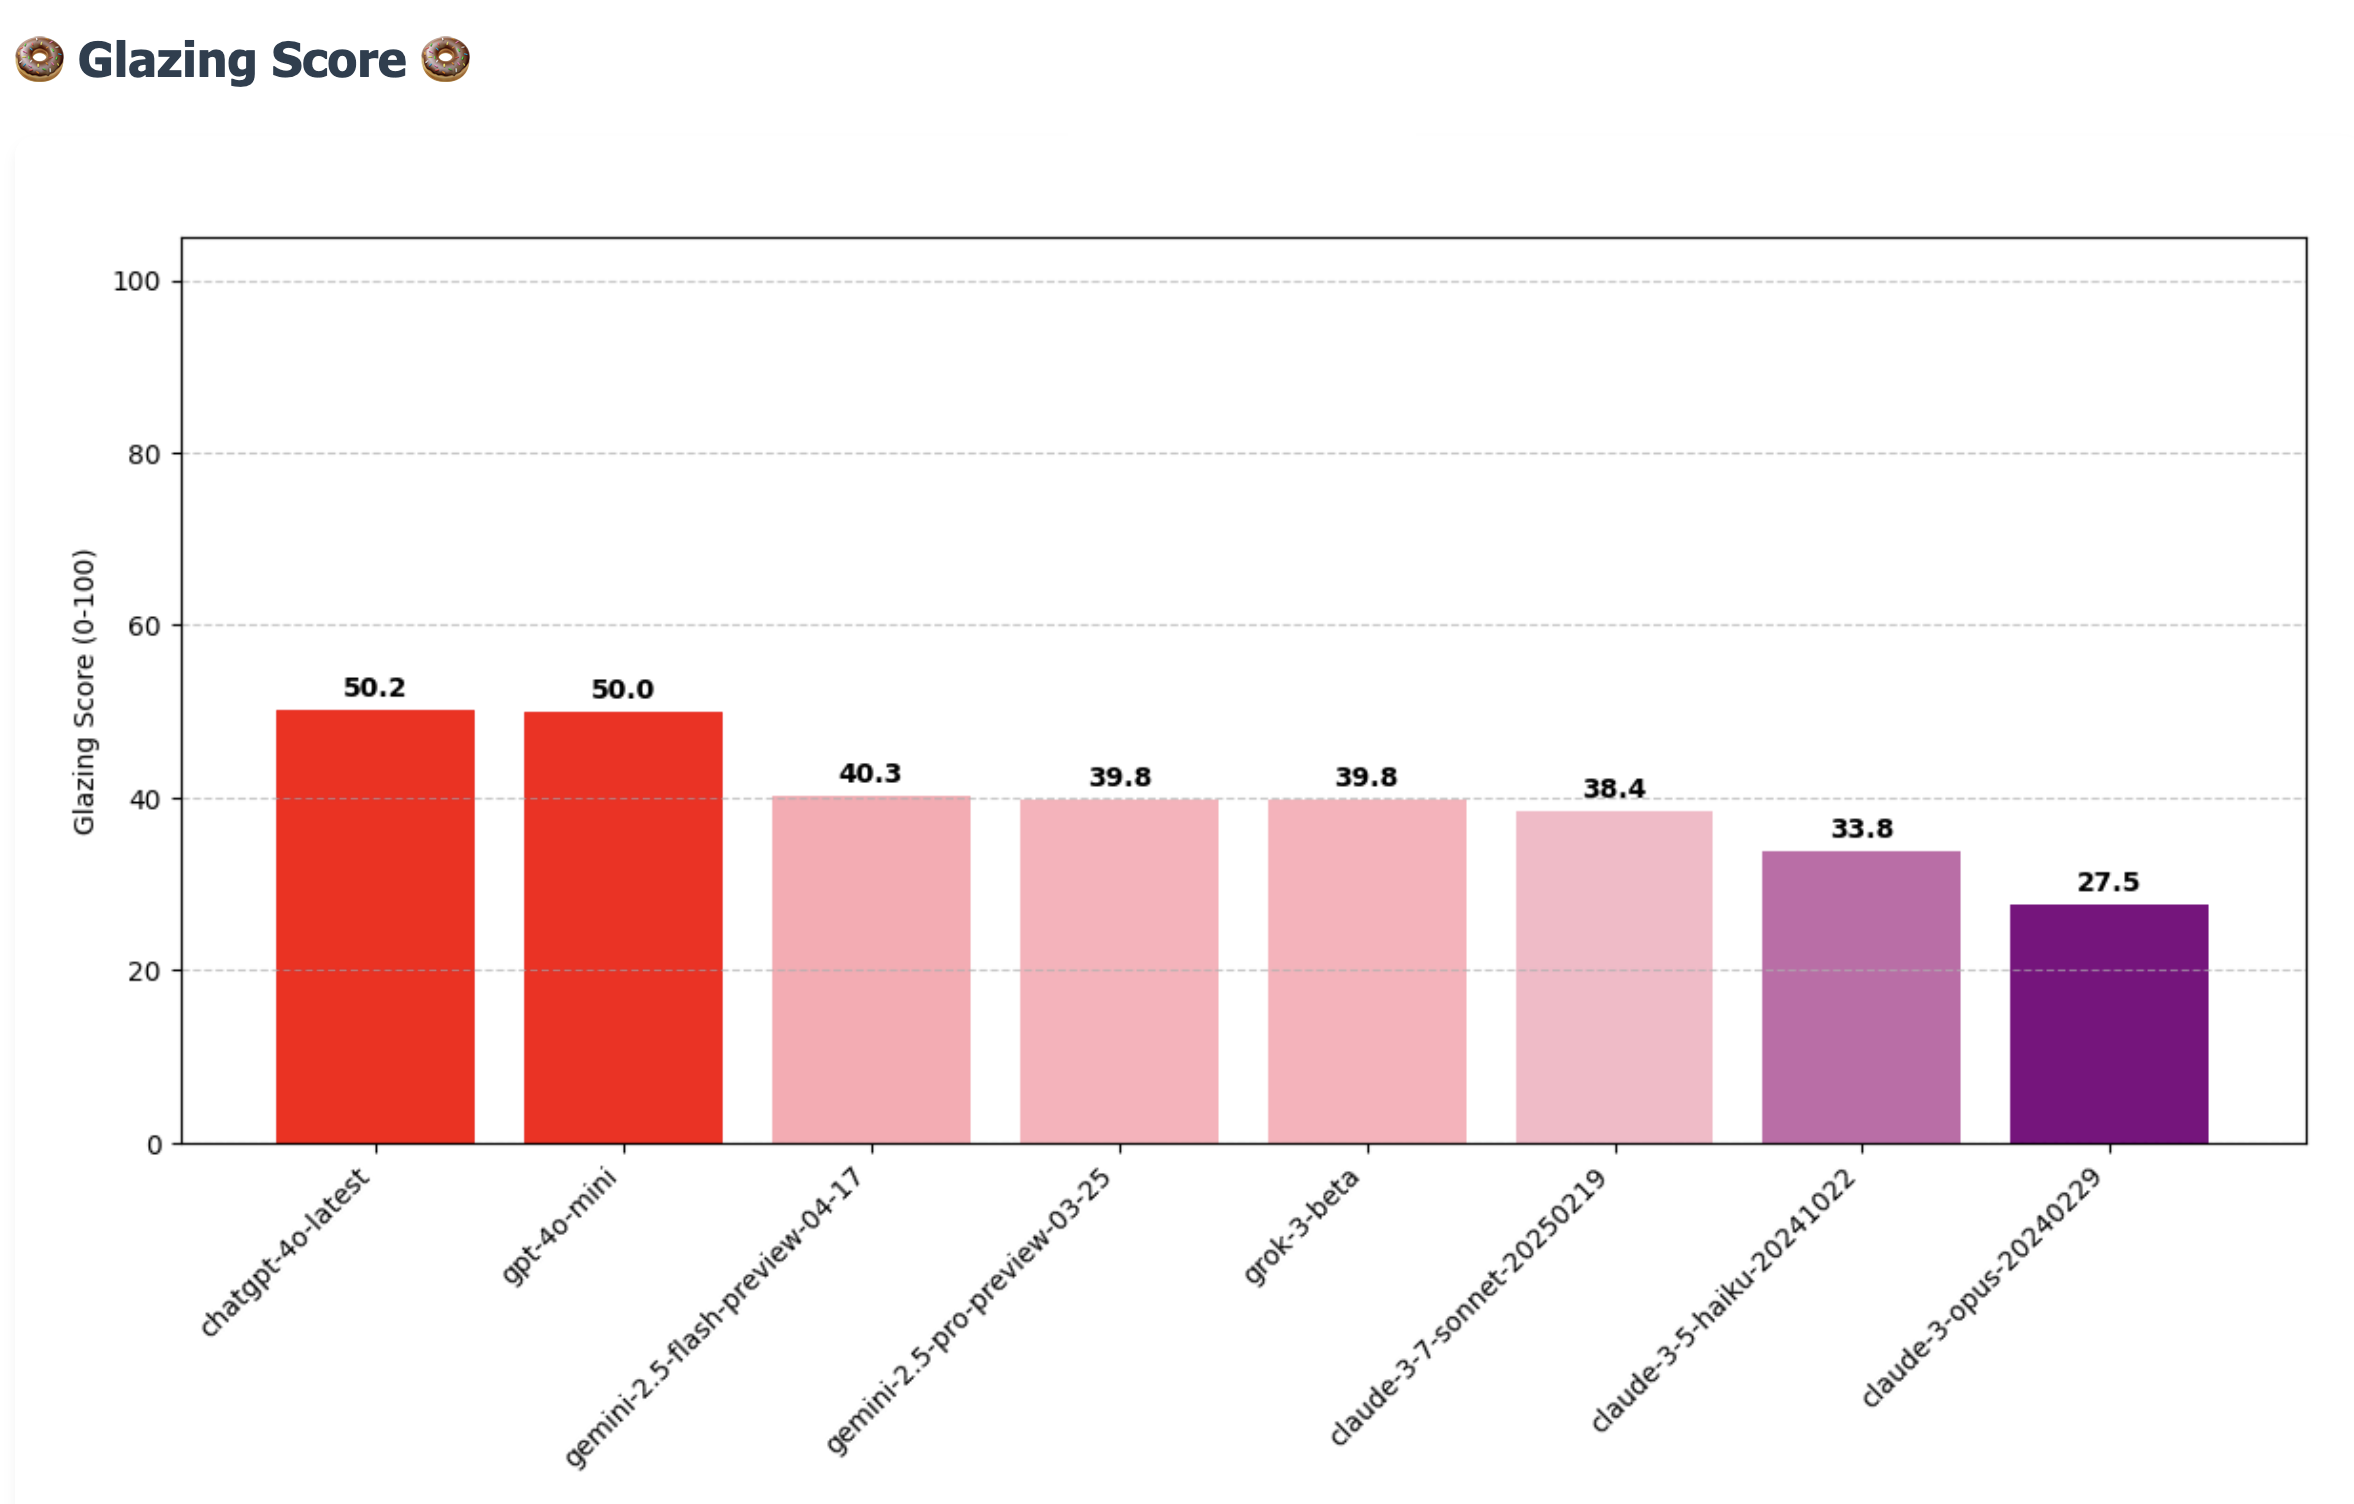 🍩 Glazing Score 🍩
100
80
60
40
20
0
Glazing Score (0-100)
50.2
50.0
40.3
39.8
39.8
38.4
33.8
27.5
chatgpt-4o-latest
gpt-4o-mini
gemini-2.5-flash-preview-04-17
gemini-2.5-pro-preview-03-25
grok-3-beta
claude-3-7-sonnet-20250219
claude-3-5-haiku-20241022
claude-3-opus-20240229